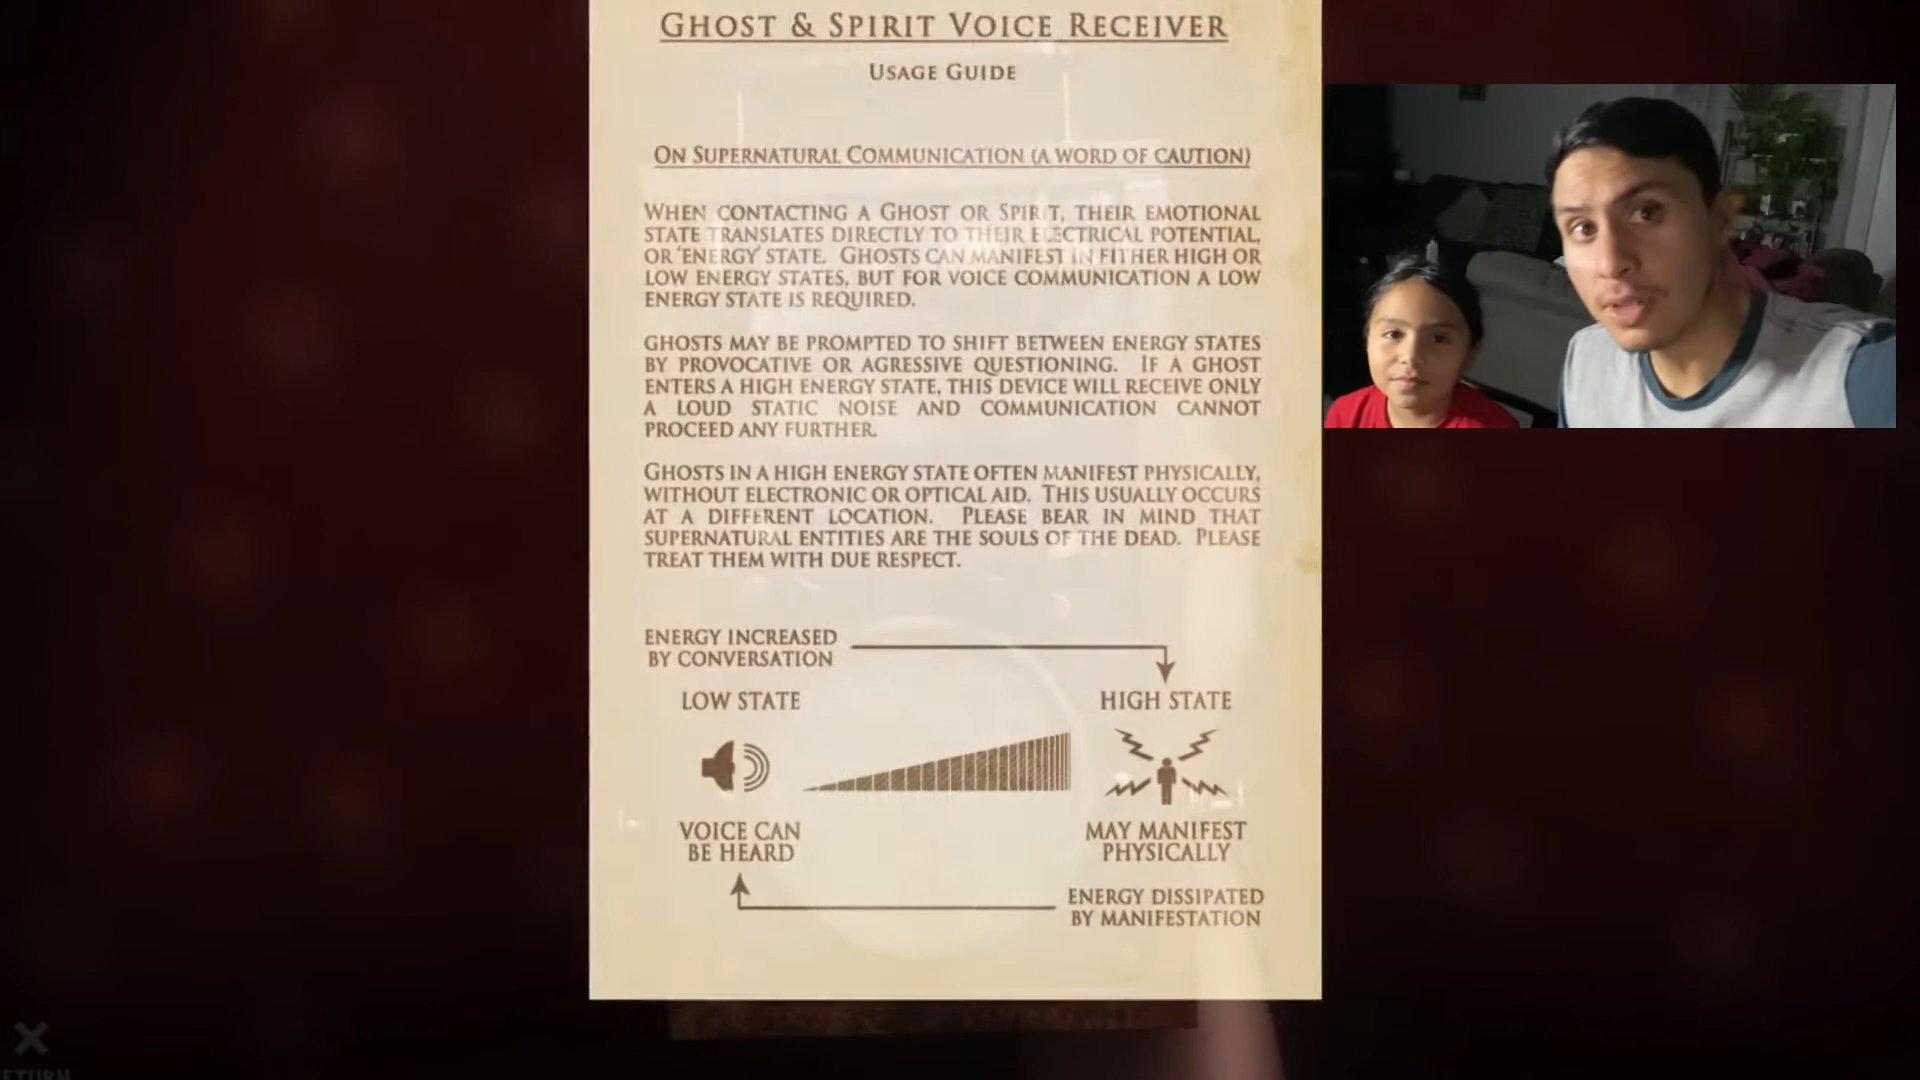 GHOST & SPIRIT VOICE RECEIVER
USAGE GUIDE
ON SUPERNATURAL COMMUNICATION (A WORD OF CAUTION)
WHEN CONTACTING A GHOST OR SPIRIT, THEIR EMOTIONAL
STATE TRANSLATES DIRECTLY TO THEIR ELECTRICAL POTENTIAL,
OR 'ENERGY' STATE. GHOSTS CAN MANIFEST IN EITHER HIGH OR
LOW ENERGY STATES, BUT FOR VOICE COMMUNICATION A LOW
ENERGY STATE IS REQUIRED.
GHOSTS MAY BE PROMPTED TO SHIFT BETWEEN ENERGY STATES
BY PROVOCATIVE OR AGRESSIVE QUESTIONING. IF A GHOST
ENTERS A HIGH ENERGY STATE, THIS DEVICE WILL RECEIVE ONLY
A LOUD STATIC NOISE AND COMMUNICATION CANNOT
PROCEED ANY FURTHER.
GHOSTS IN A HIGH ENERGY STATE OFTEN MANIFEST PHYSICALLY,
WITHOUT ELECTRONIC OR OPTICAL AID. THIS USUALLY OCCURS
AT A DIFFERENT LOCATION. PLEASE BEAR IN MIND THAT
SUPERNATURAL ENTITIES ARE THE SOULS OF THE DEAD. PLEASE
TREAT THEM WITH DUE RESPECT.
ENERGY INCREASED
BY CONVERSATION
LOW STATE
HIGH STATE
VOICE CAN
BE HEARD
MAY MANIFEST
PHYSICALLY
ENERGY DISSIPATED
BY MANIFESTATION